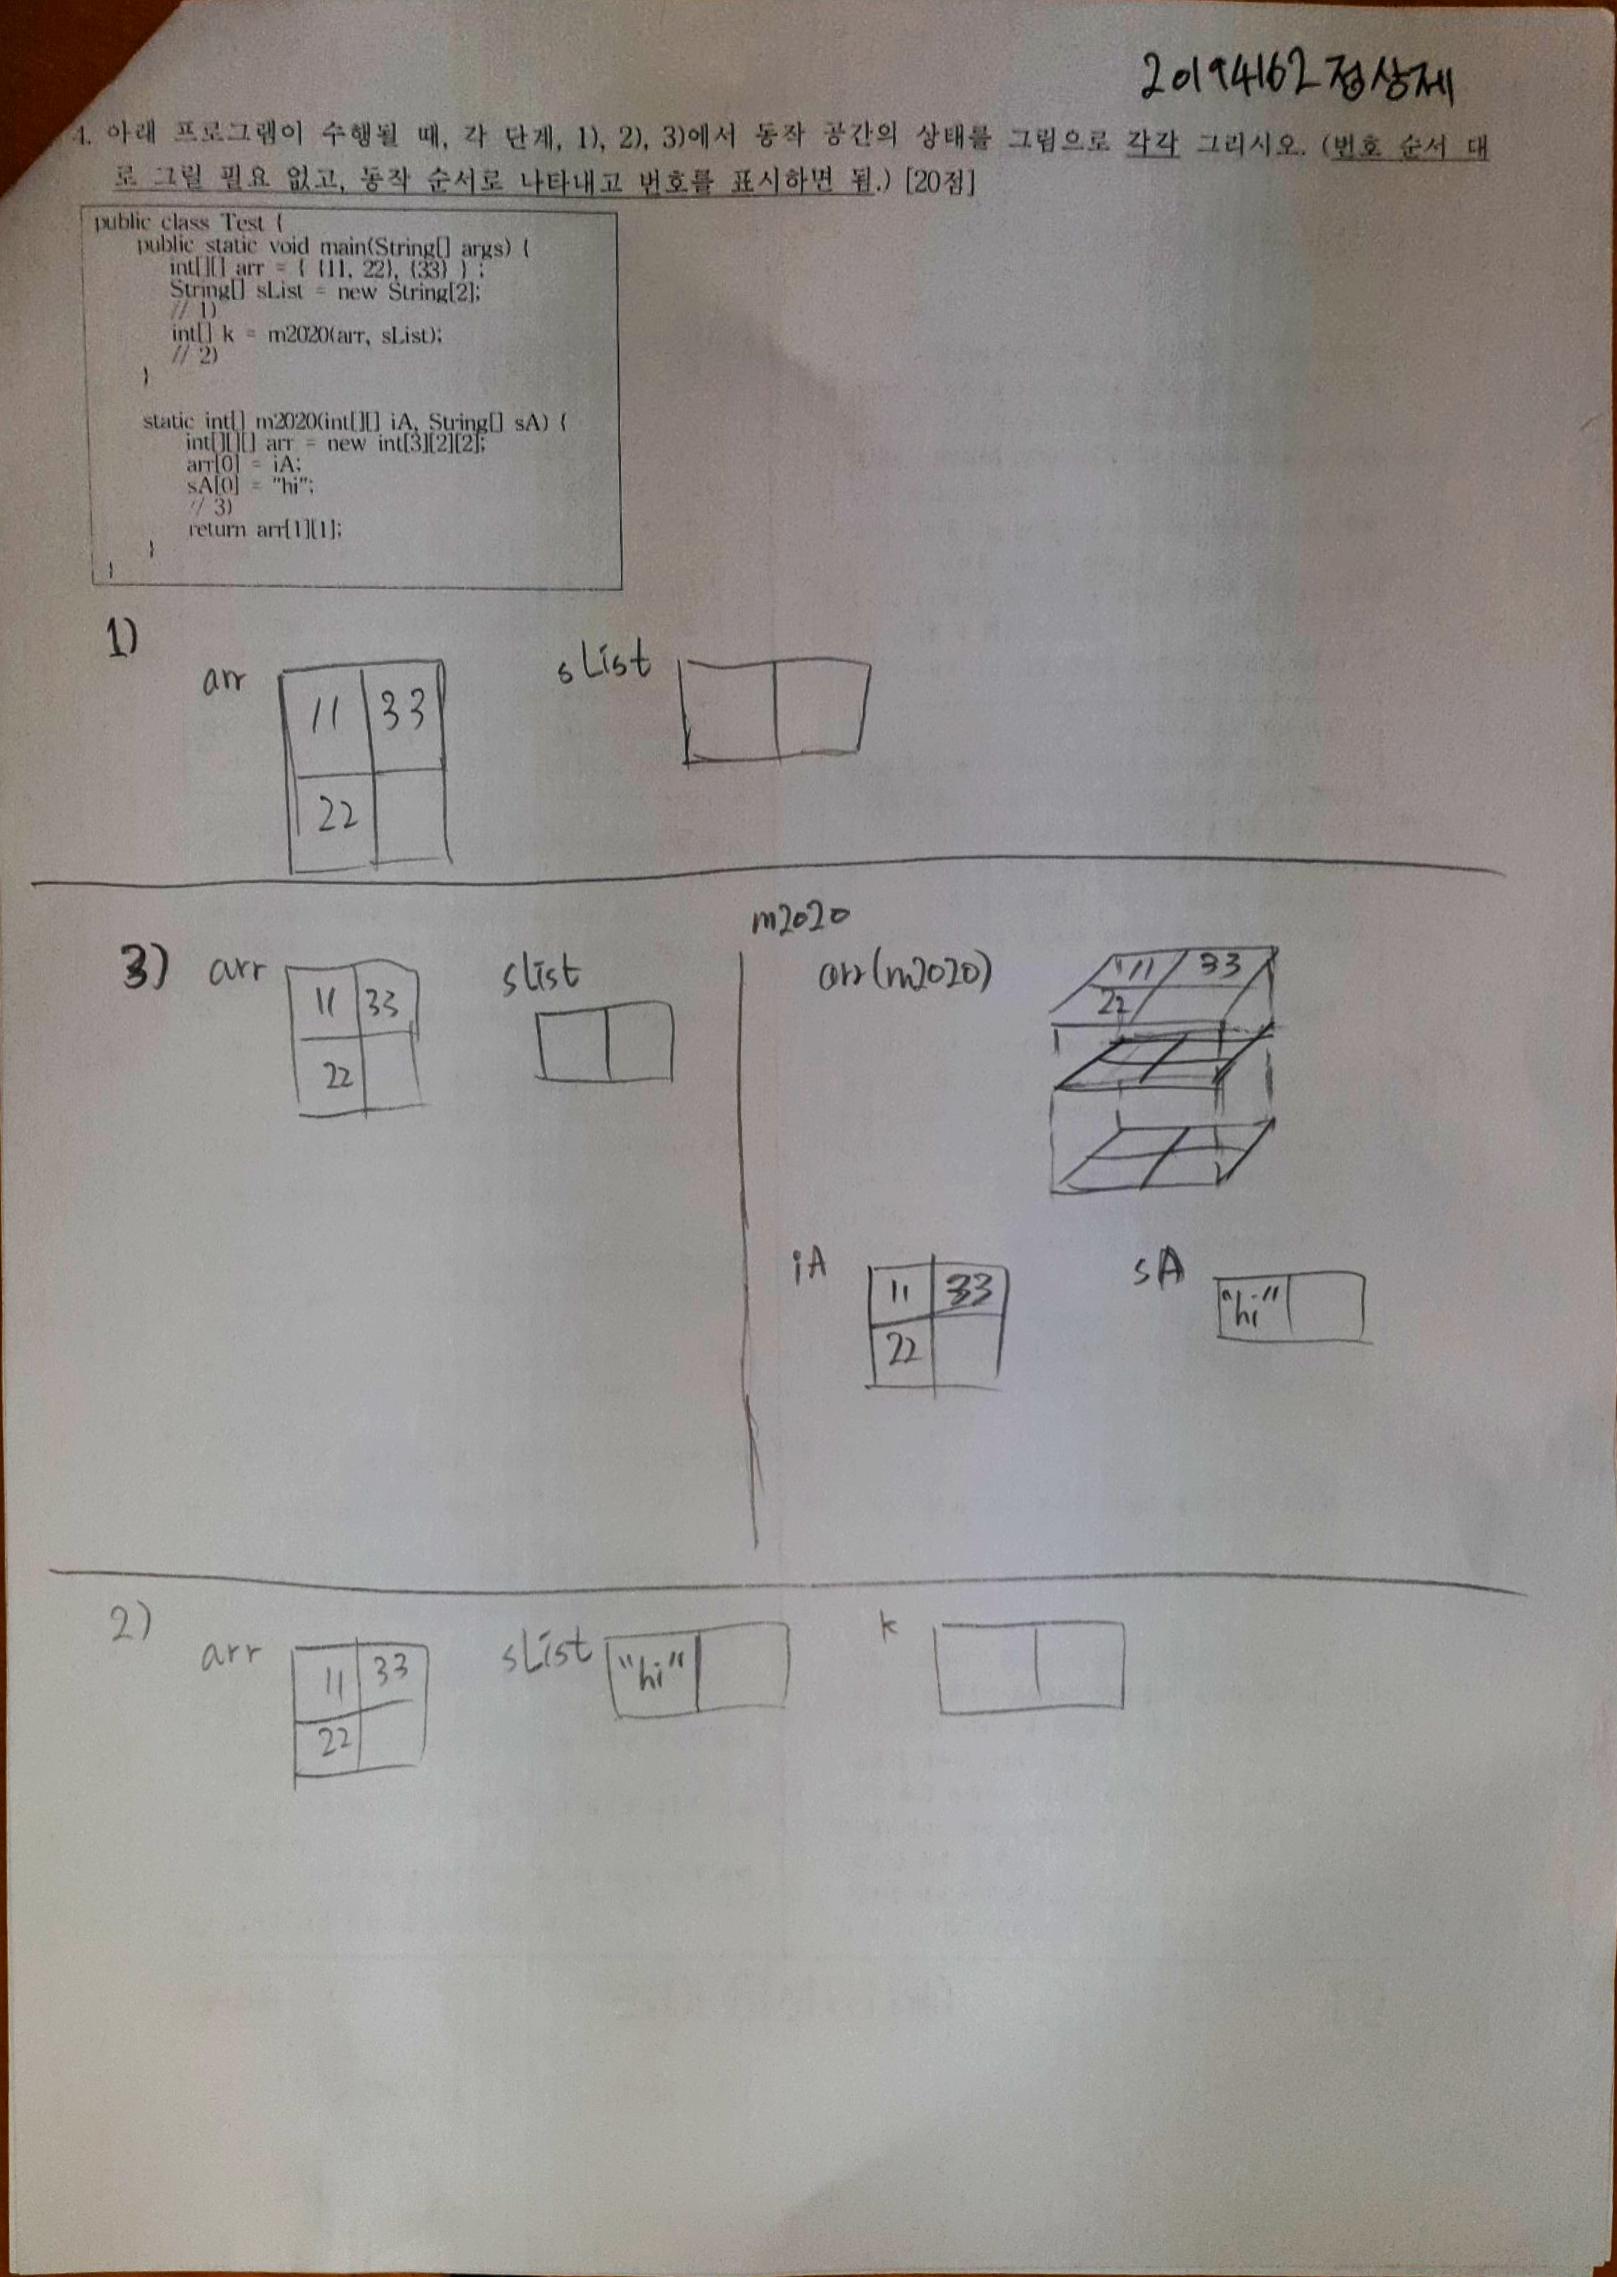 20194162 정상제
4. 아래 프로그램이 수행될 때, 각 단계, 1), 2), 3)에서 동작 공간의 상태를 그림으로 각각 그리시오. (번호 순서 대
로 그릴 필요 없고, 동작 순서로 나타내고 번호를 표시하면 됨.) [20점]
public class Test {
public static void main(String[] args) {
int[][] arr = { {11, 22}, {33} } ;
String[] sList = new String[2];
// 1)
int[] k = m2020(arr, sList);
// 2)
}
static int[] m2020(int[][] iA, String[] sA) {
int[][][] arr = new int[3][2][2];
arr[0] = iA;
sA[0] = "hi";
// 3)
return arr[1][1];
}
}
1)
arr 11 33 sList
22
m2020
3) arr 11 33 sList arr(m2020) 11 33
22 22
iA 11 33 sA "hi"
22
2) arr 11 33 sList "hi" k
22